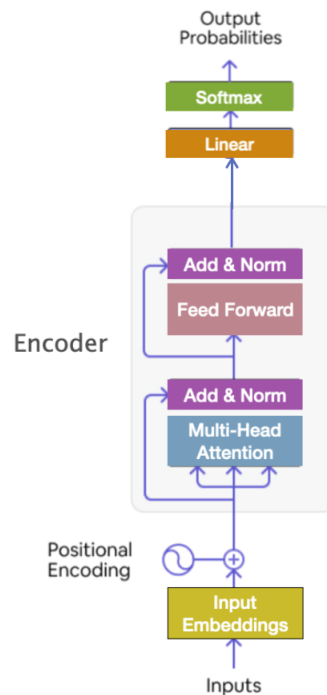 Output
Probabilities
Softmax
Linear
Add & Norm
Feed Forward
Encoder
Add & Norm
Multi-Head
Attention
Positional
Encoding
Input
Embeddings
Inputs